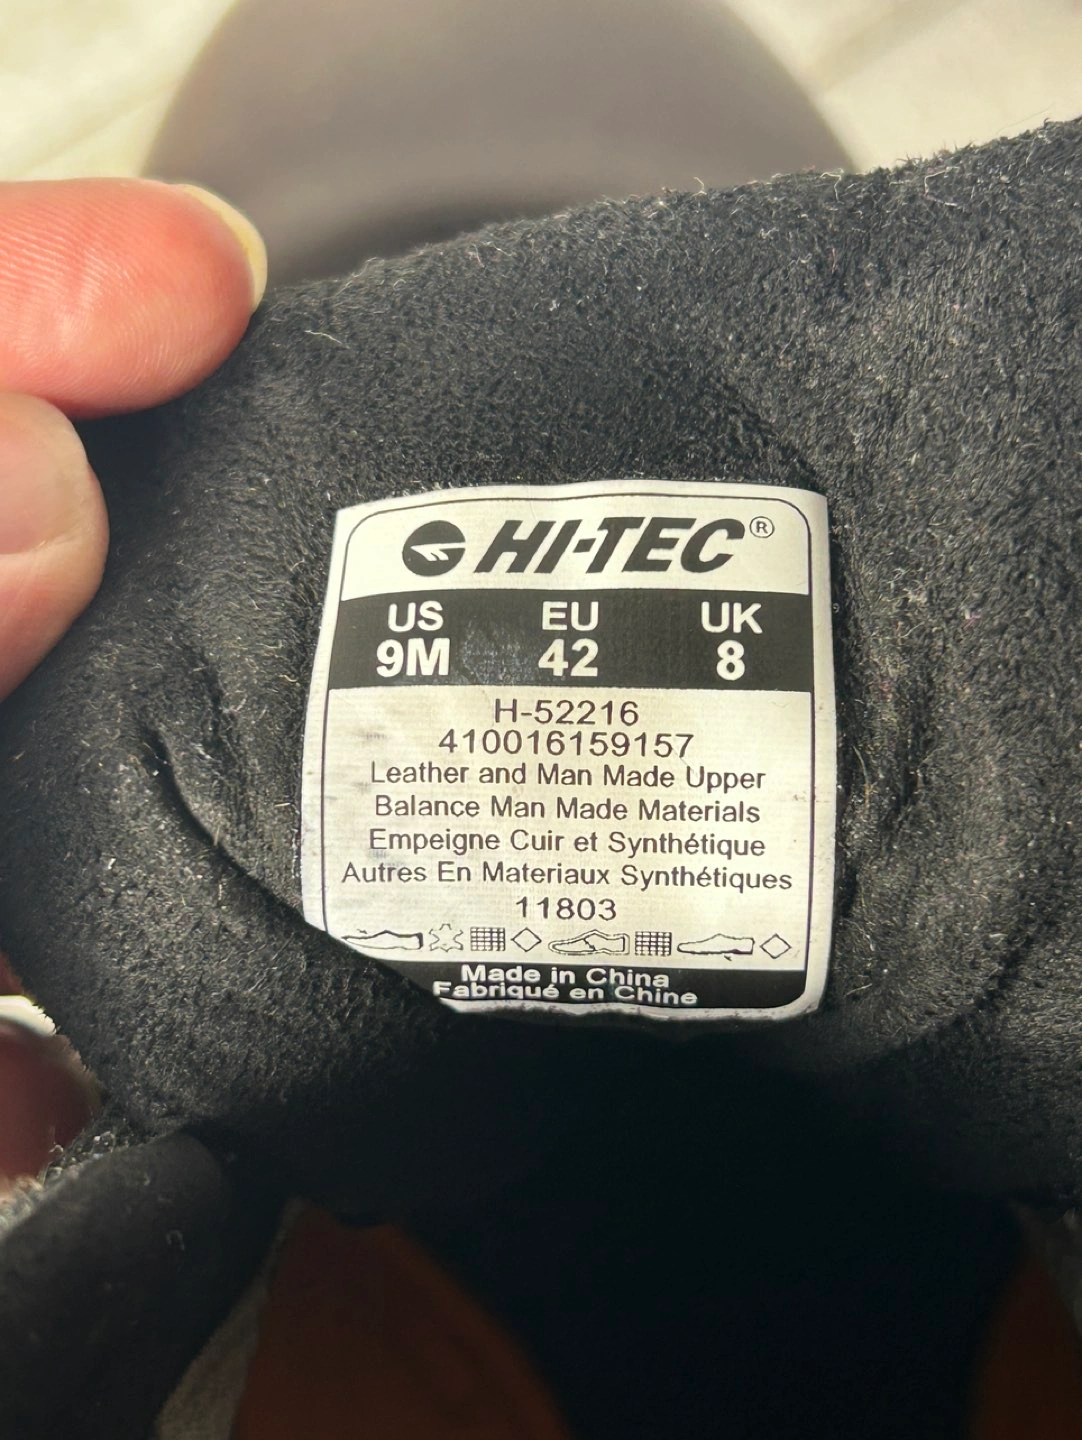 HI-TEC®
US EU UK
9M 42 8
H-52216
410016159157
Leather and Man Made Upper
Balance Man Made Materials
Empeigne Cuir et Synthétique
Autres En Materiaux Synthétiques
11803
Made in China
Fabriqué en Chine